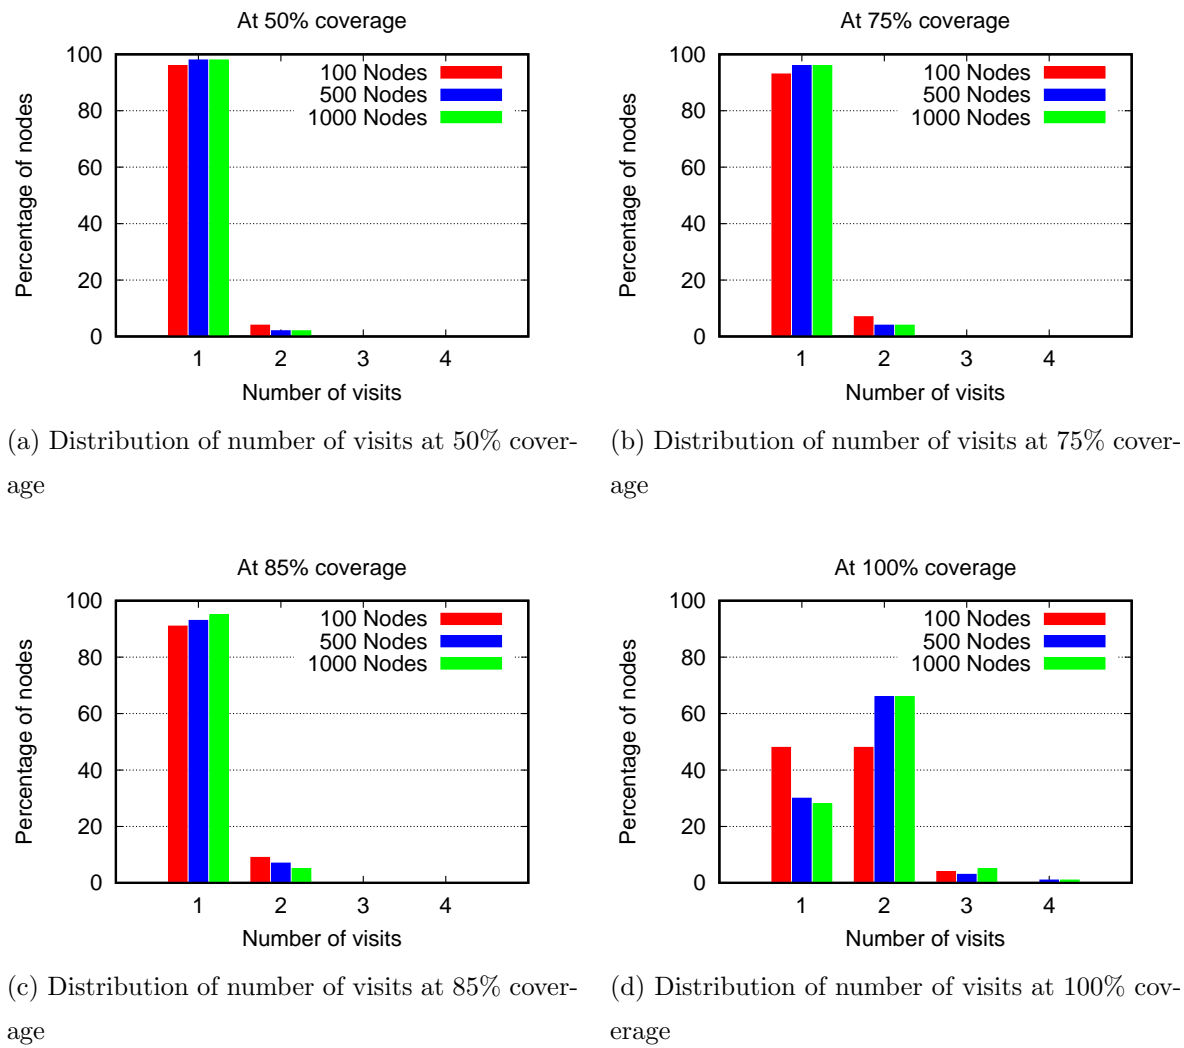 At 50% coverage
100
80
60
40
20
0
Percentage of nodes
100 Nodes
500 Nodes
1000 Nodes
1 2 3 4
Number of visits
(a) Distribution of number of visits at 50% cover-
age
At 75% coverage
100
80
60
40
20
0
Percentage of nodes
100 Nodes
500 Nodes
1000 Nodes
1 2 3 4
Number of visits
(b) Distribution of number of visits at 75% cover-
age
At 85% coverage
100
80
60
40
20
0
Percentage of nodes
100 Nodes
500 Nodes
1000 Nodes
1 2 3 4
Number of visits
(c) Distribution of number of visits at 85% cover-
age
At 100% coverage
100
80
60
40
20
0
Percentage of nodes
100 Nodes
500 Nodes
1000 Nodes
1 2 3 4
Number of visits
(d) Distribution of number of visits at 100% cov-
erage